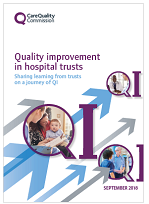 CareQuality
Commission
Quality improvement
in hospital trusts
Sharing learning from trusts
on a journey of QI
QI
QI
QI
SEPTEMBER 2018